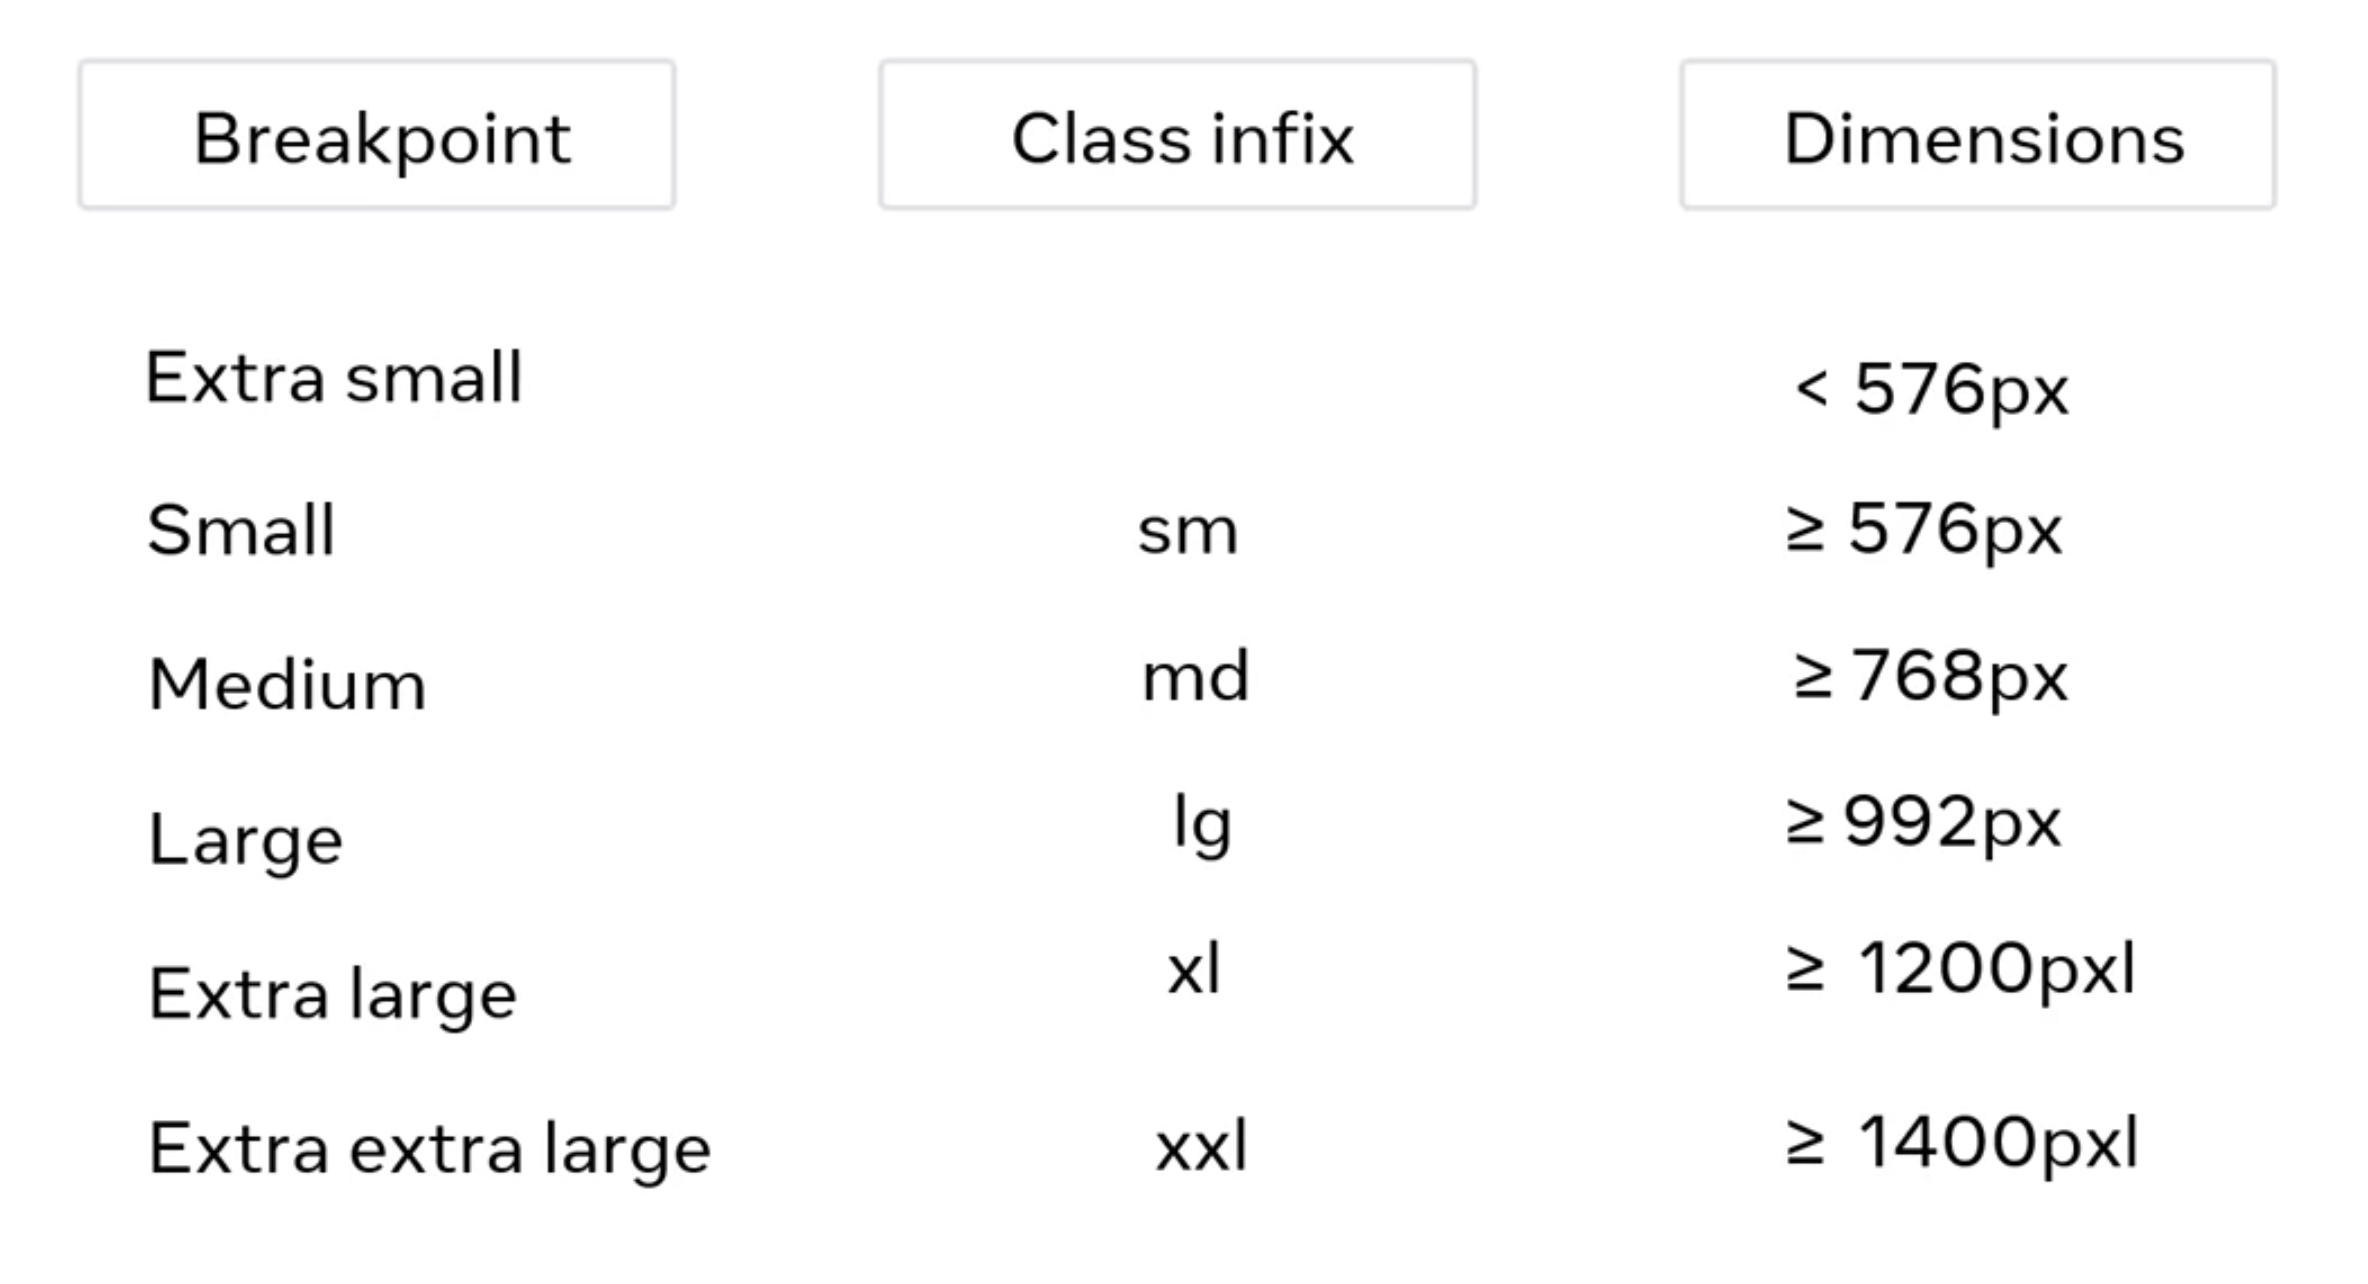 Breakpoint Class infix Dimensions
Extra small < 576px
Small sm ≥ 576px
Medium md ≥ 768px
Large lg ≥ 992px
Extra large xl ≥ 1200pxl
Extra extra large xxl ≥ 1400pxl